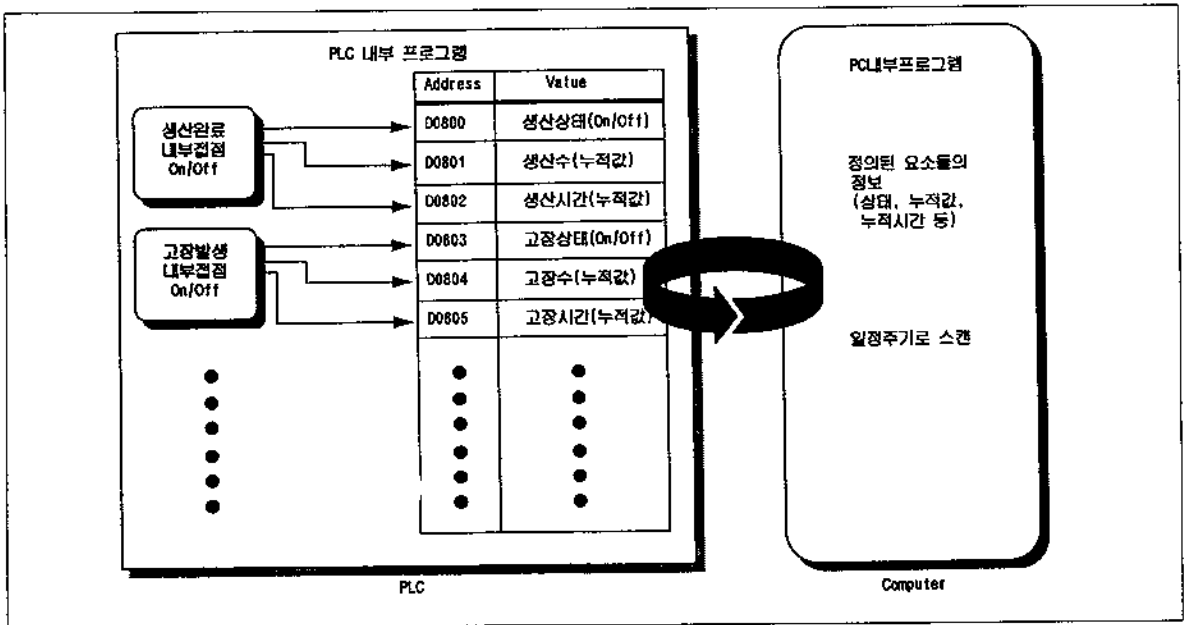 PLC 내부 프로그램
Address Value
D0800 생산상태(On/Off)
D0801 생산수(누적값)
D0802 생산시간(누적값)
D0803 고장상태(On/Off)
D0804 고장수(누적값)
D0805 고장시간(누적값)
생산완료
내부접점
On/Off
고장발생
내부접점
On/Off
PLC
PC내부프로그램
정의된 요소들의
정보
(상태, 누적값,
누적시간 등)
일정주기로 스캔
Computer